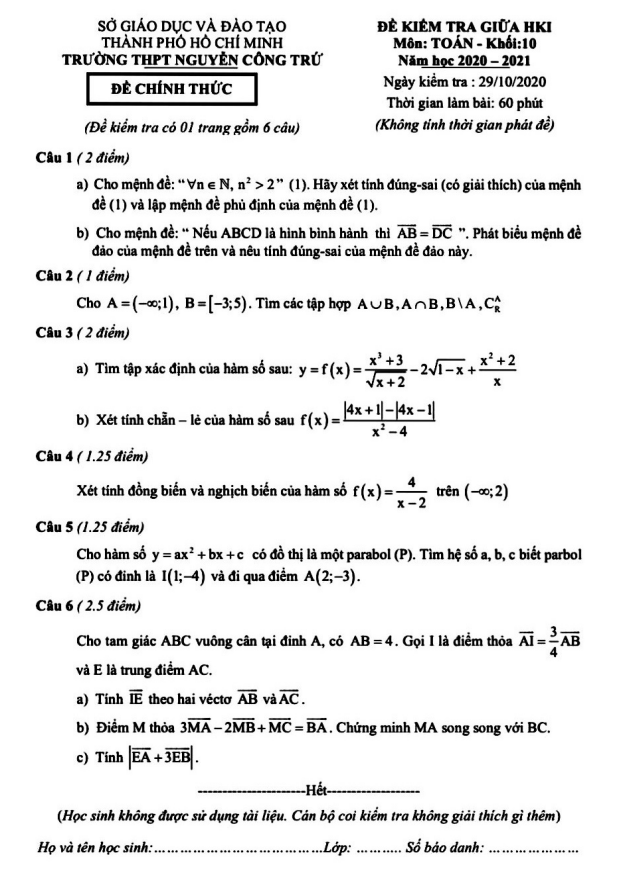 SỞ GIÁO DỤC VÀ ĐÀO TẠO
THÀNH PHỐ HỒ CHÍ MINH
TRƯỜNG THPT NGUYỄN CÔNG TRỨ
ĐỀ CHÍNH THỨC
(Đề kiểm tra có 01 trang gồm 6 câu)
ĐỀ KIỂM TRA GIỮA HKI
Môn: TOÁN - Khối:10
Năm học 2020 – 2021
Ngày kiểm tra : 29/10/2020
Thời gian làm bài: 60 phút
(Không tính thời gian phát đề)
Câu 1 ( 2 điểm)
a) Cho mệnh đề: “ ∀n ∈ ℕ, n² > 2 ” (1). Hãy xét tính đúng-sai (có giải thích) của mệnh
đề (1) và lập mệnh đề phủ định của mệnh đề (1).
b) Cho mệnh đề: “ Nếu ABCD là hình bình hành thì $\overline{AB} = \overline{DC}$ ”. Phát biểu mệnh đề
đảo của mệnh đề trên và nêu tính đúng-sai của mệnh đề đảo này.
Câu 2 ( 1 điểm)
Cho A = (−∞;1), B = [−3;5). Tìm các tập hợp A ∪ B, A ∩ B, B \ A, $C_R^A$
Câu 3 ( 2 điểm)
a) Tìm tập xác định của hàm số sau: $y = f(x) = \frac{x^3+3}{\sqrt{x+2}} - 2\sqrt{1-x} + \frac{x^2+2}{x}$
b) Xét tính chẵn – lẻ của hàm số sau $f(x) = \frac{|4x+1|-|4x-1|}{x^2-4}$
Câu 4 ( 1.25 điểm)
Xét tính đồng biến và nghịch biến của hàm số $f(x) = \frac{4}{x-2}$ trên (−∞;2)
Câu 5 (1.25 điểm)
Cho hàm số y = ax² + bx + c có đồ thị là một parabol (P). Tìm hệ số a, b, c biết parbol
(P) có đỉnh là I(1;−4) và đi qua điểm A(2;−3).
Câu 6 ( 2.5 điểm)
Cho tam giác ABC vuông cân tại đỉnh A, có AB = 4. Gọi I là điểm thỏa $\overline{AI} = \frac{3}{4}\overline{AB}$
và E là trung điểm AC.
a) Tính $\overline{IE}$ theo hai véctơ $\overline{AB}$ và $\overline{AC}$.
b) Điểm M thỏa $3\overline{MA} - 2\overline{MB} + \overline{MC} = \overline{BA}$. Chứng minh MA song song với BC.
c) Tính $|\overline{EA} + 3\overline{EB}|$.
----------------------Hết-------------------
(Học sinh không được sử dụng tài liệu. Cán bộ coi kiểm tra không giải thích gì thêm)
Họ và tên học sinh:.................................Lớp: ........... Số báo danh: ....................